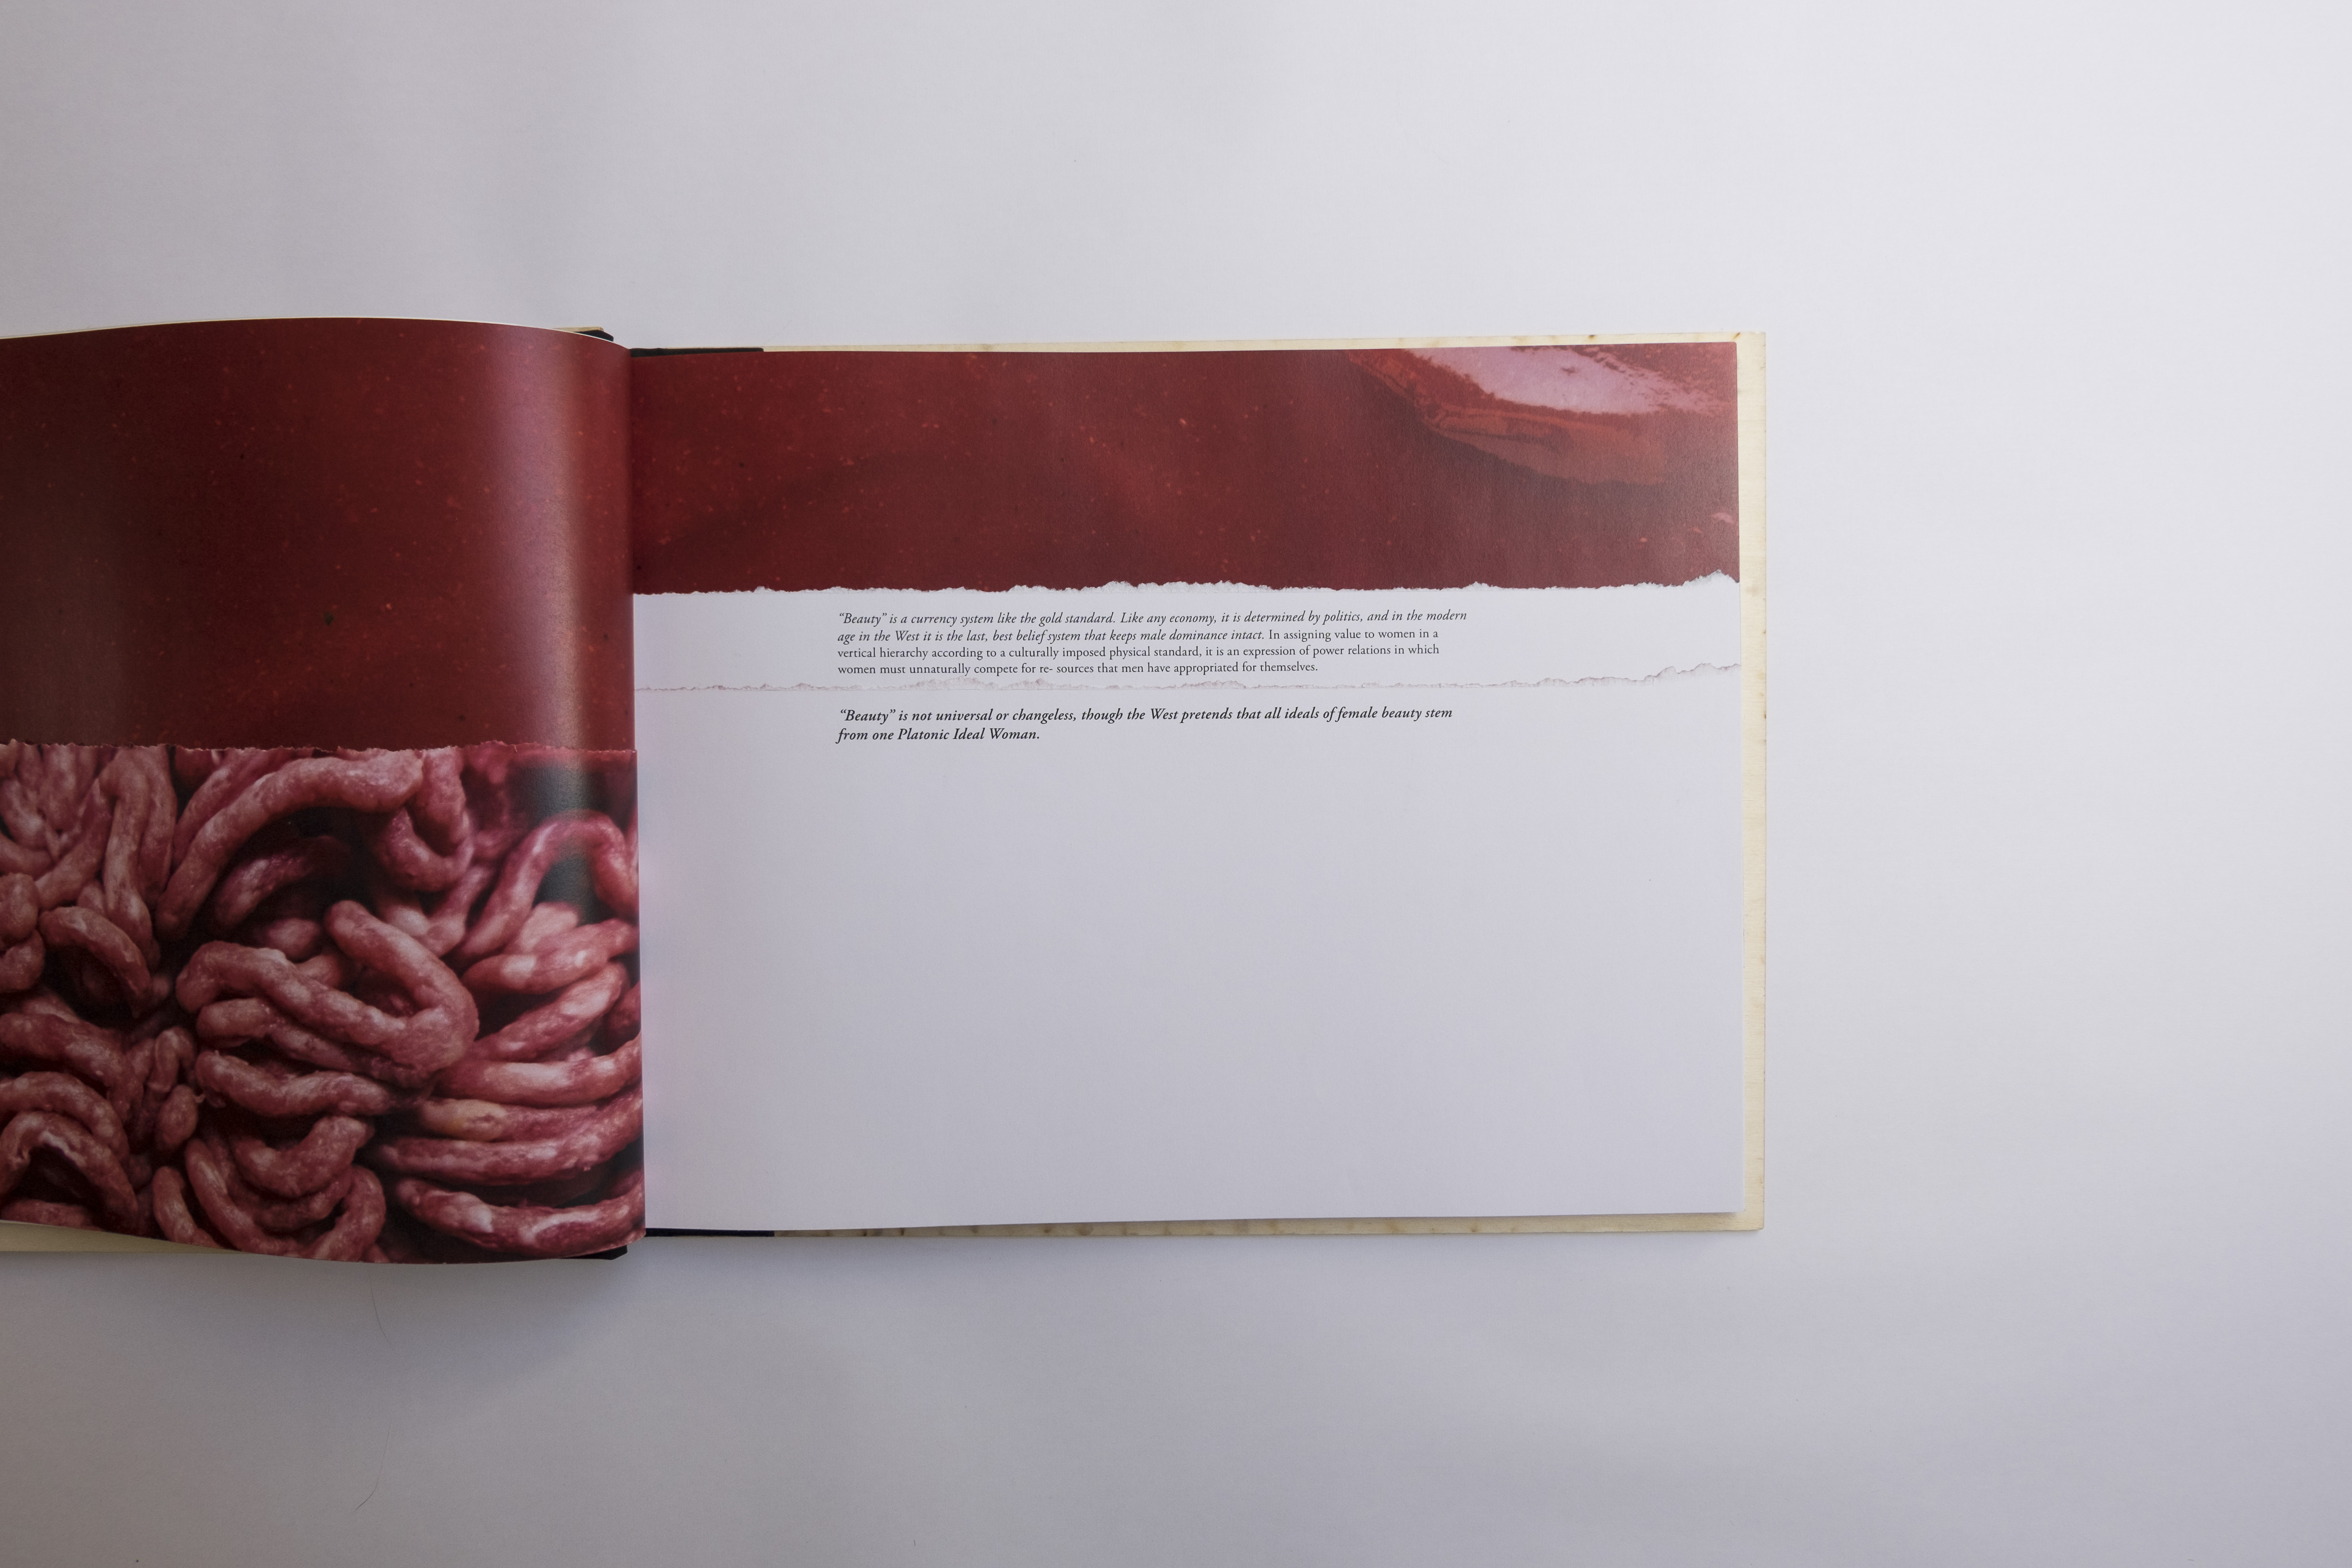 “Beauty” is a currency system like the gold standard. Like any economy, it is determined by politics, and in the modern
age in the West it is the last, best belief system that keeps male dominance intact. In assigning value to women in a
vertical hierarchy according to a culturally imposed physical standard, it is an expression of power relations in which
women must unnaturally compete for re- sources that men have appropriated for themselves.
“Beauty” is not universal or changeless, though the West pretends that all ideals of female beauty stem
from one Platonic Ideal Woman.